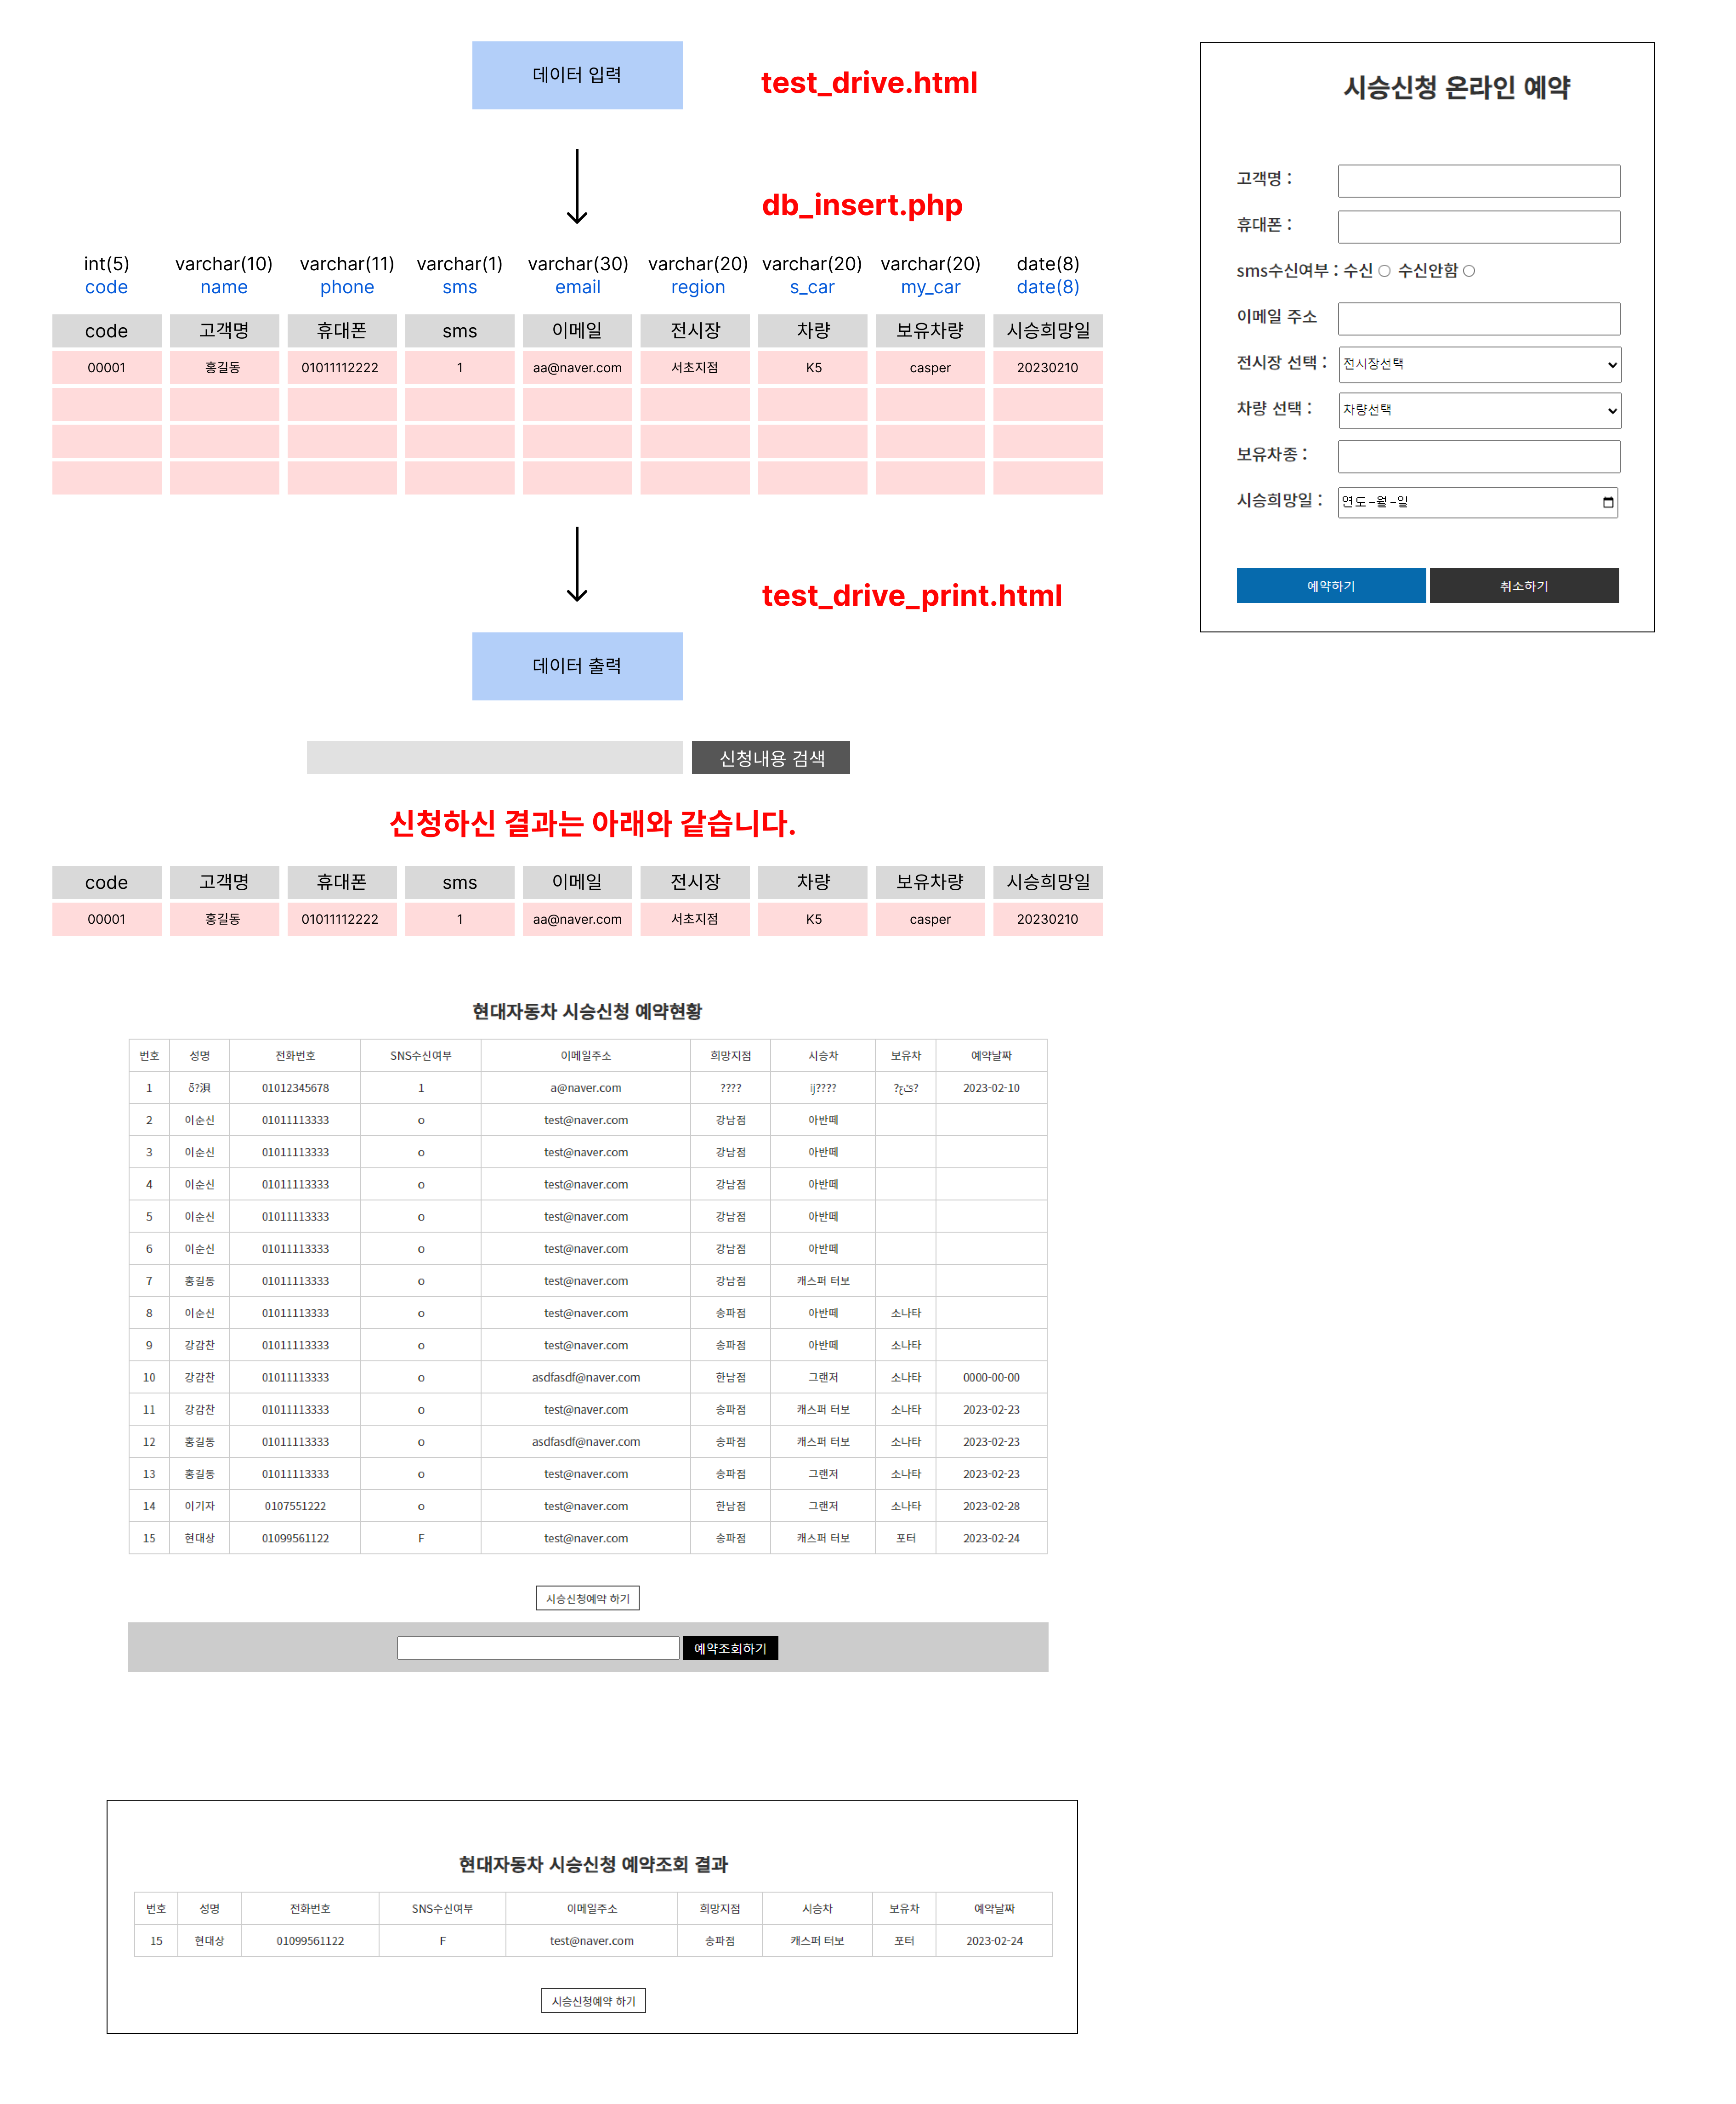 데이터 입력
test_drive.html
db_insert.php
int(5) varchar(10) varchar(11) varchar(1) varchar(30) varchar(20) varchar(20) varchar(20) date(8)
code name phone sms email region s_car my_car date(8)
code 고객명 휴대폰 sms 이메일 전시장 차량 보유차량 시승희망일
00001 홍길동 01011112222 1 aa@naver.com 서초지점 K5 casper 20230210
test_drive_print.html
데이터 출력
신청내용 검색
신청하신 결과는 아래와 같습니다.
code 고객명 휴대폰 sms 이메일 전시장 차량 보유차량 시승희망일
00001 홍길동 01011112222 1 aa@naver.com 서초지점 K5 casper 20230210
시승신청 온라인 예약
고객명 :
휴대폰 :
sms수신여부 : 수신 수신안함
이메일 주소
전시장 선택 : 전시장선택
차량 선택 : 차량선택
보유차종 :
시승희망일 : 연도-월-일
예약하기 취소하기
현대자동차 시승신청 예약현황
번호 성명 전화번호 SNS수신여부 이메일주소 희망지점 시승차 보유차 예약날짜
1 01012345678 1 a@naver.com ???? ij???? 2023-02-10
2 이순신 01011113333 o test@naver.com 강남점 아반떼
3 이순신 01011113333 o test@naver.com 강남점 아반떼
4 이순신 01011113333 o test@naver.com 강남점 아반떼
5 이순신 01011113333 o test@naver.com 강남점 아반떼
6 이순신 01011113333 o test@naver.com 강남점 아반떼
7 홍길동 01011113333 o test@naver.com 강남점 캐스퍼 터보
8 이순신 01011113333 o test@naver.com 송파점 아반떼 소나타
9 강감찬 01011113333 o test@naver.com 송파점 아반떼 소나타
10 강감찬 01011113333 o asdfasdf@naver.com 한남점 그랜저 소나타 0000-00-00
11 강감찬 01011113333 o test@naver.com 송파점 캐스퍼 터보 소나타 2023-02-23
12 홍길동 01011113333 o asdfasdf@naver.com 송파점 캐스퍼 터보 소나타 2023-02-23
13 홍길동 01011113333 o test@naver.com 송파점 그랜저 소나타 2023-02-23
14 이기자 0107551222 o test@naver.com 한남점 그랜저 소나타 2023-02-28
15 현대상 01099561122 F test@naver.com 송파점 캐스퍼 터보 포터 2023-02-24
시승신청예약 하기
예약조회하기
현대자동차 시승신청 예약조회 결과
번호 성명 전화번호 SNS수신여부 이메일주소 희망지점 시승차 보유차 예약날짜
15 현대상 01099561122 F test@naver.com 송파점 캐스퍼 터보 포터 2023-02-24
시승신청예약 하기